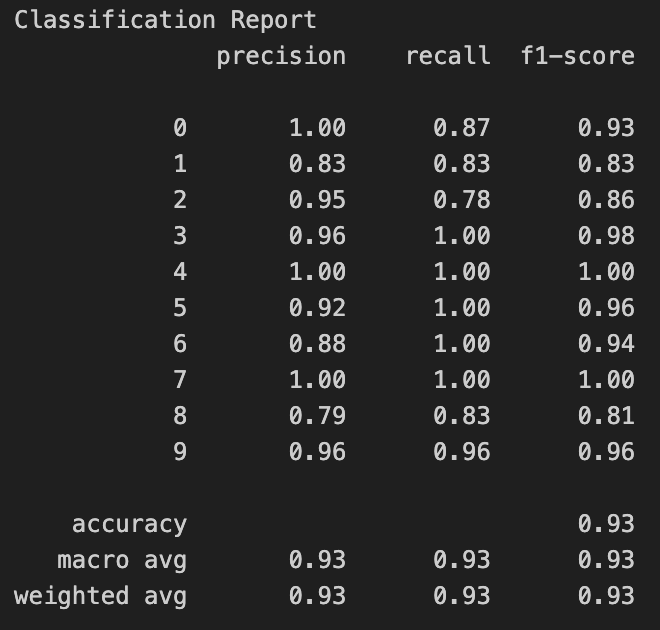 Classification Report
precision recall f1-score
0 1.00 0.87 0.93
1 0.83 0.83 0.83
2 0.95 0.78 0.86
3 0.96 1.00 0.98
4 1.00 1.00 1.00
5 0.92 1.00 0.96
6 0.88 1.00 0.94
7 1.00 1.00 1.00
8 0.79 0.83 0.81
9 0.96 0.96 0.96
accuracy 0.93
macro avg 0.93 0.93 0.93
weighted avg 0.93 0.93 0.93